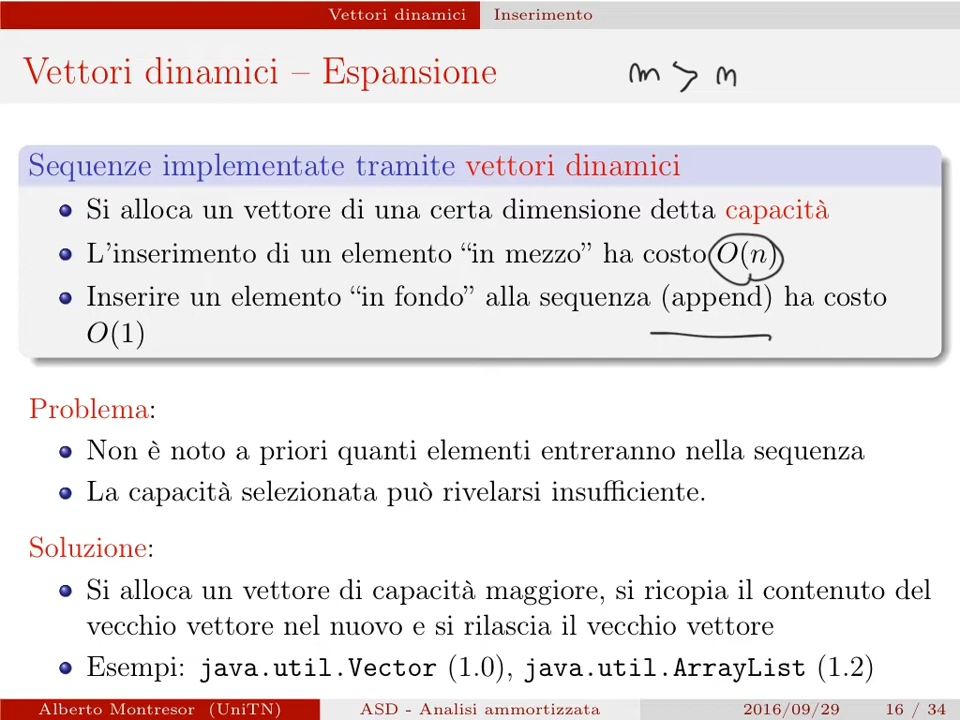 Vettori dinamici Inserimento
Vettori dinamici – Espansione m > n
Sequenze implementate tramite vettori dinamici
Si alloca un vettore di una certa dimensione detta capacità
L'inserimento di un elemento “in mezzo” ha costo O(n)
Inserire un elemento “in fondo” alla sequenza (append) ha costo
O(1)
Problema:
Non è noto a priori quanti elementi entreranno nella sequenza
La capacità selezionata può rivelarsi insufficiente.
Soluzione:
Si alloca un vettore di capacità maggiore, si ricopia il contenuto del
vecchio vettore nel nuovo e si rilascia il vecchio vettore
Esempi: java.util.Vector (1.0), java.util.ArrayList (1.2)
Alberto Montresor (UniTN) ASD - Analisi ammortizzata 2016/09/29 16 / 34